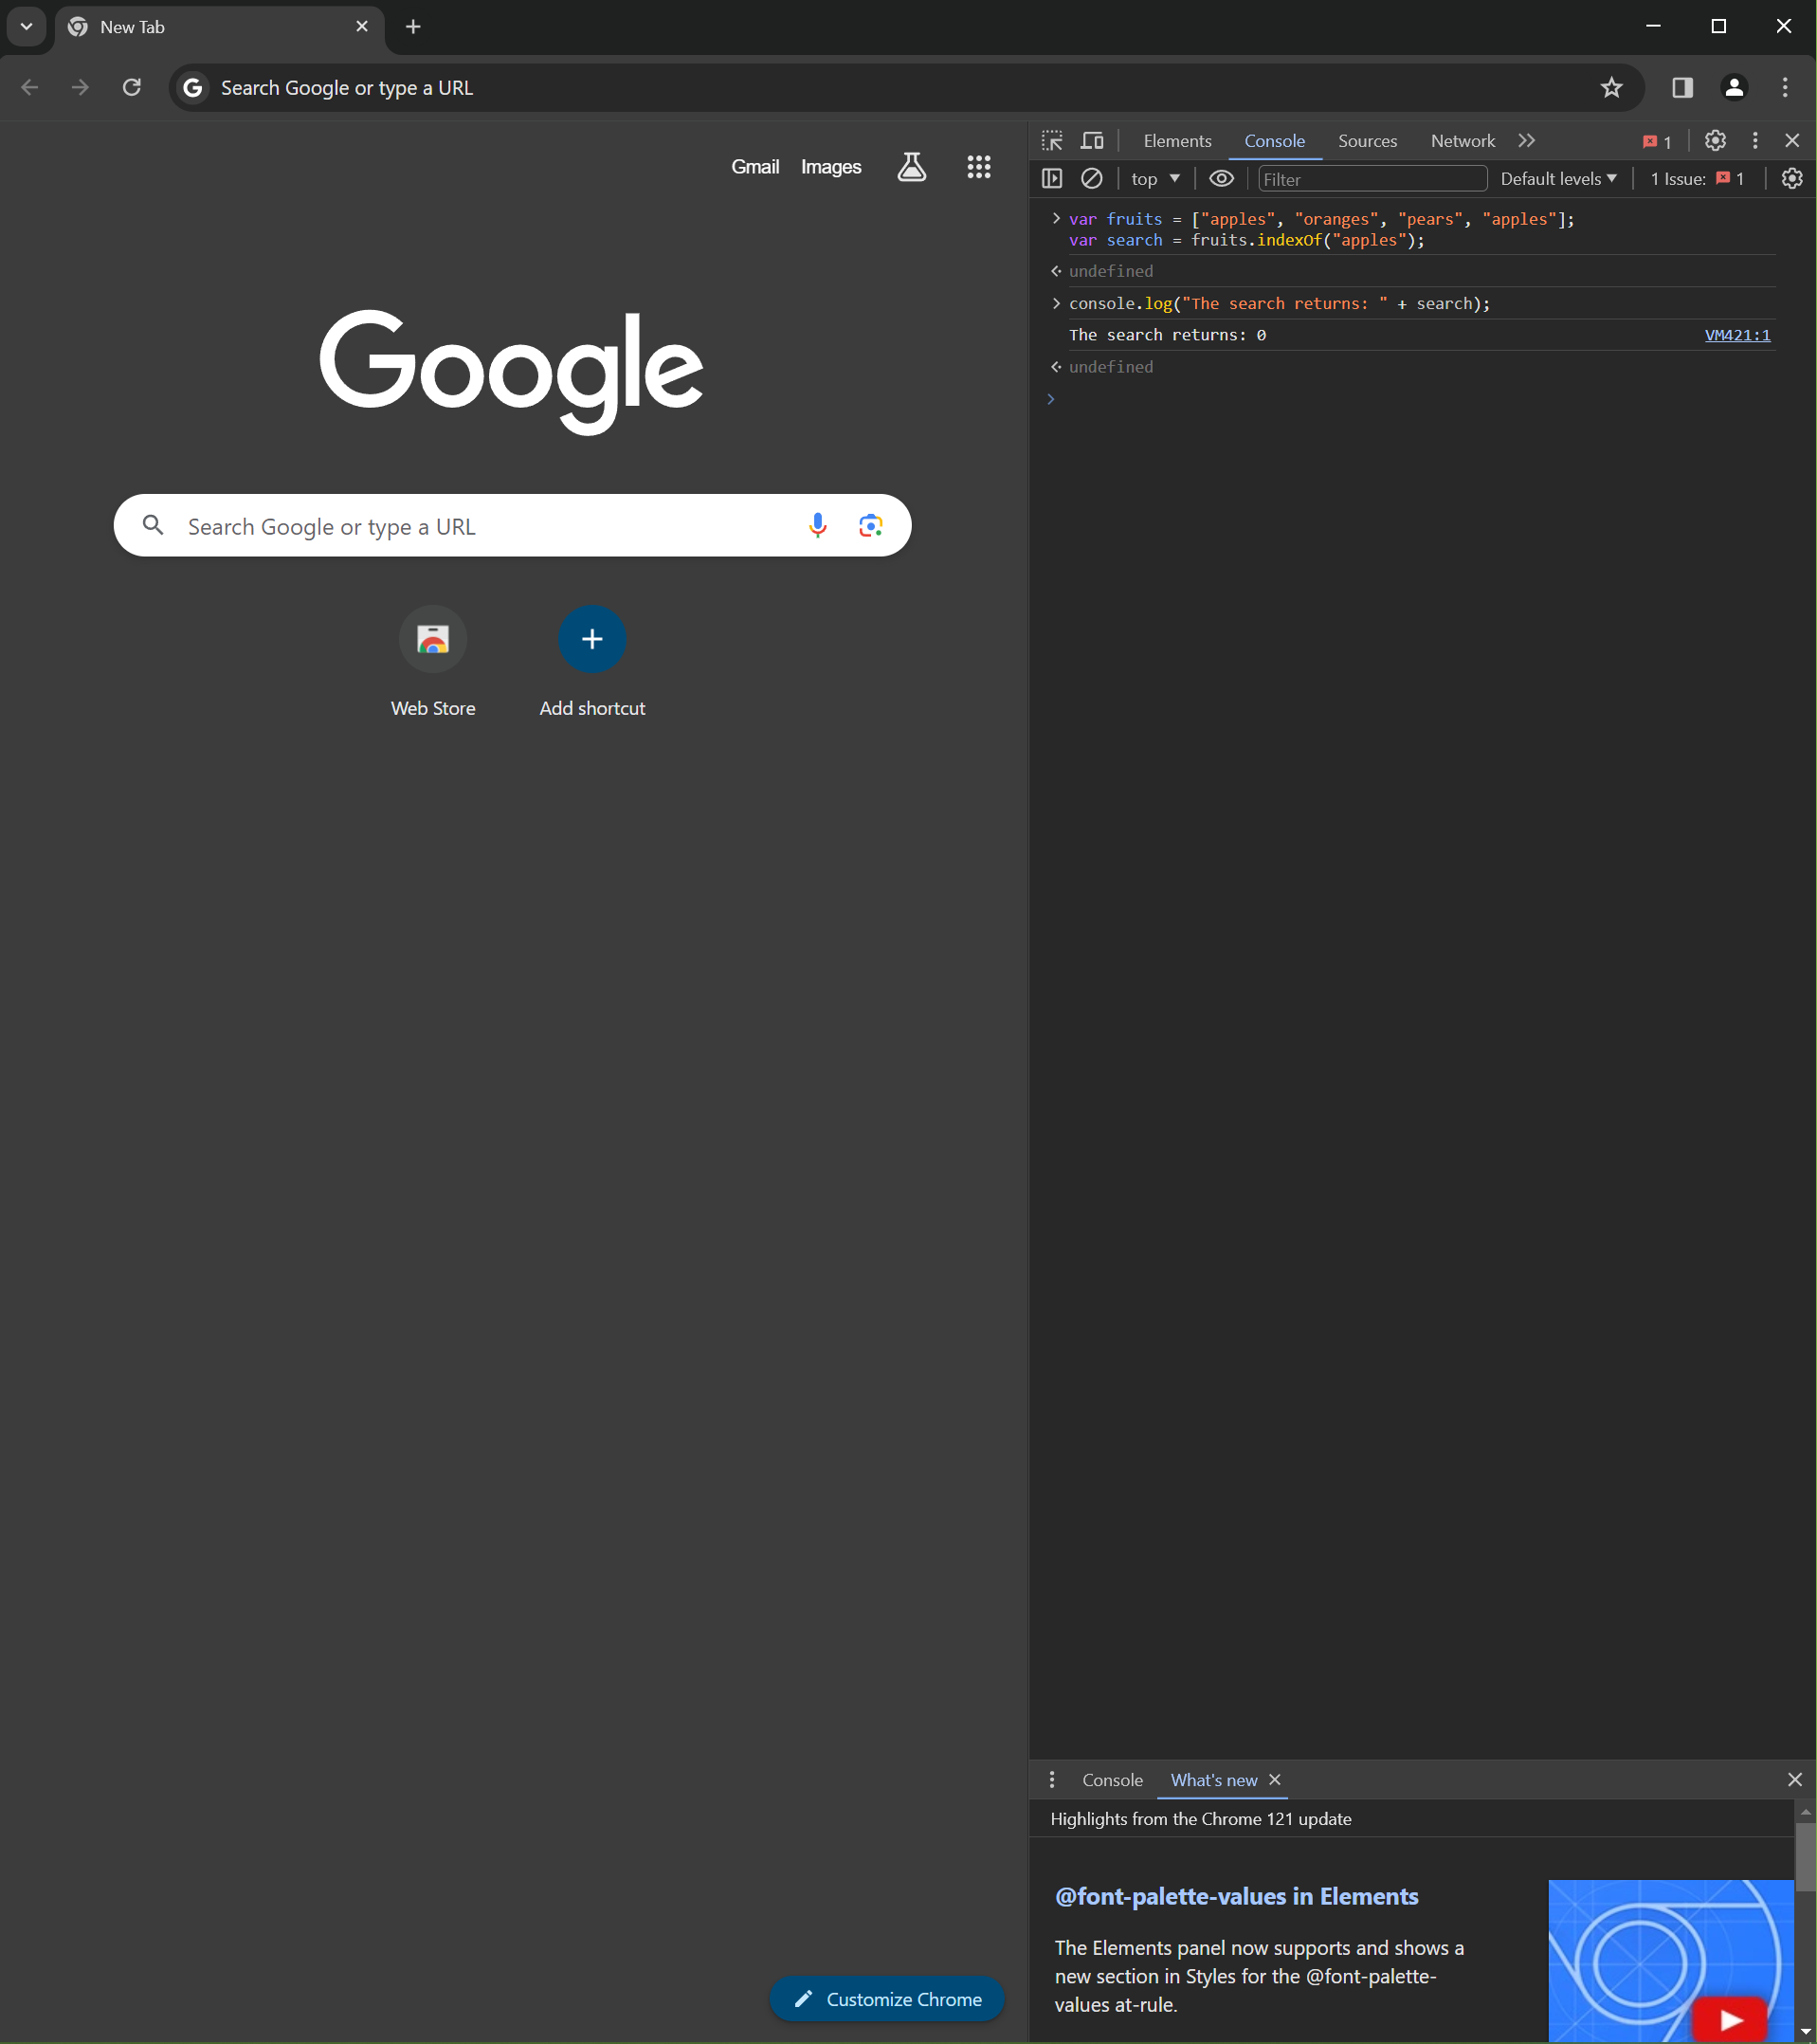 New Tab
Search Google or type a URL
Gmail Images
Google
Search Google or type a URL
Web Store
Add shortcut
Customize Chrome
Elements Console Sources Network 1
top Filter Default levels 1 Issue: 1
var fruits = ["apples", "oranges", "pears", "apples"];
var search = fruits.indexOf("apples");
undefined
console.log("The search returns: " + search);
The search returns: 0 VM421:1
undefined
Console What's new
Highlights from the Chrome 121 update
@font-palette-values in Elements
The Elements panel now supports and shows a
new section in Styles for the @font-palette-
values at-rule.